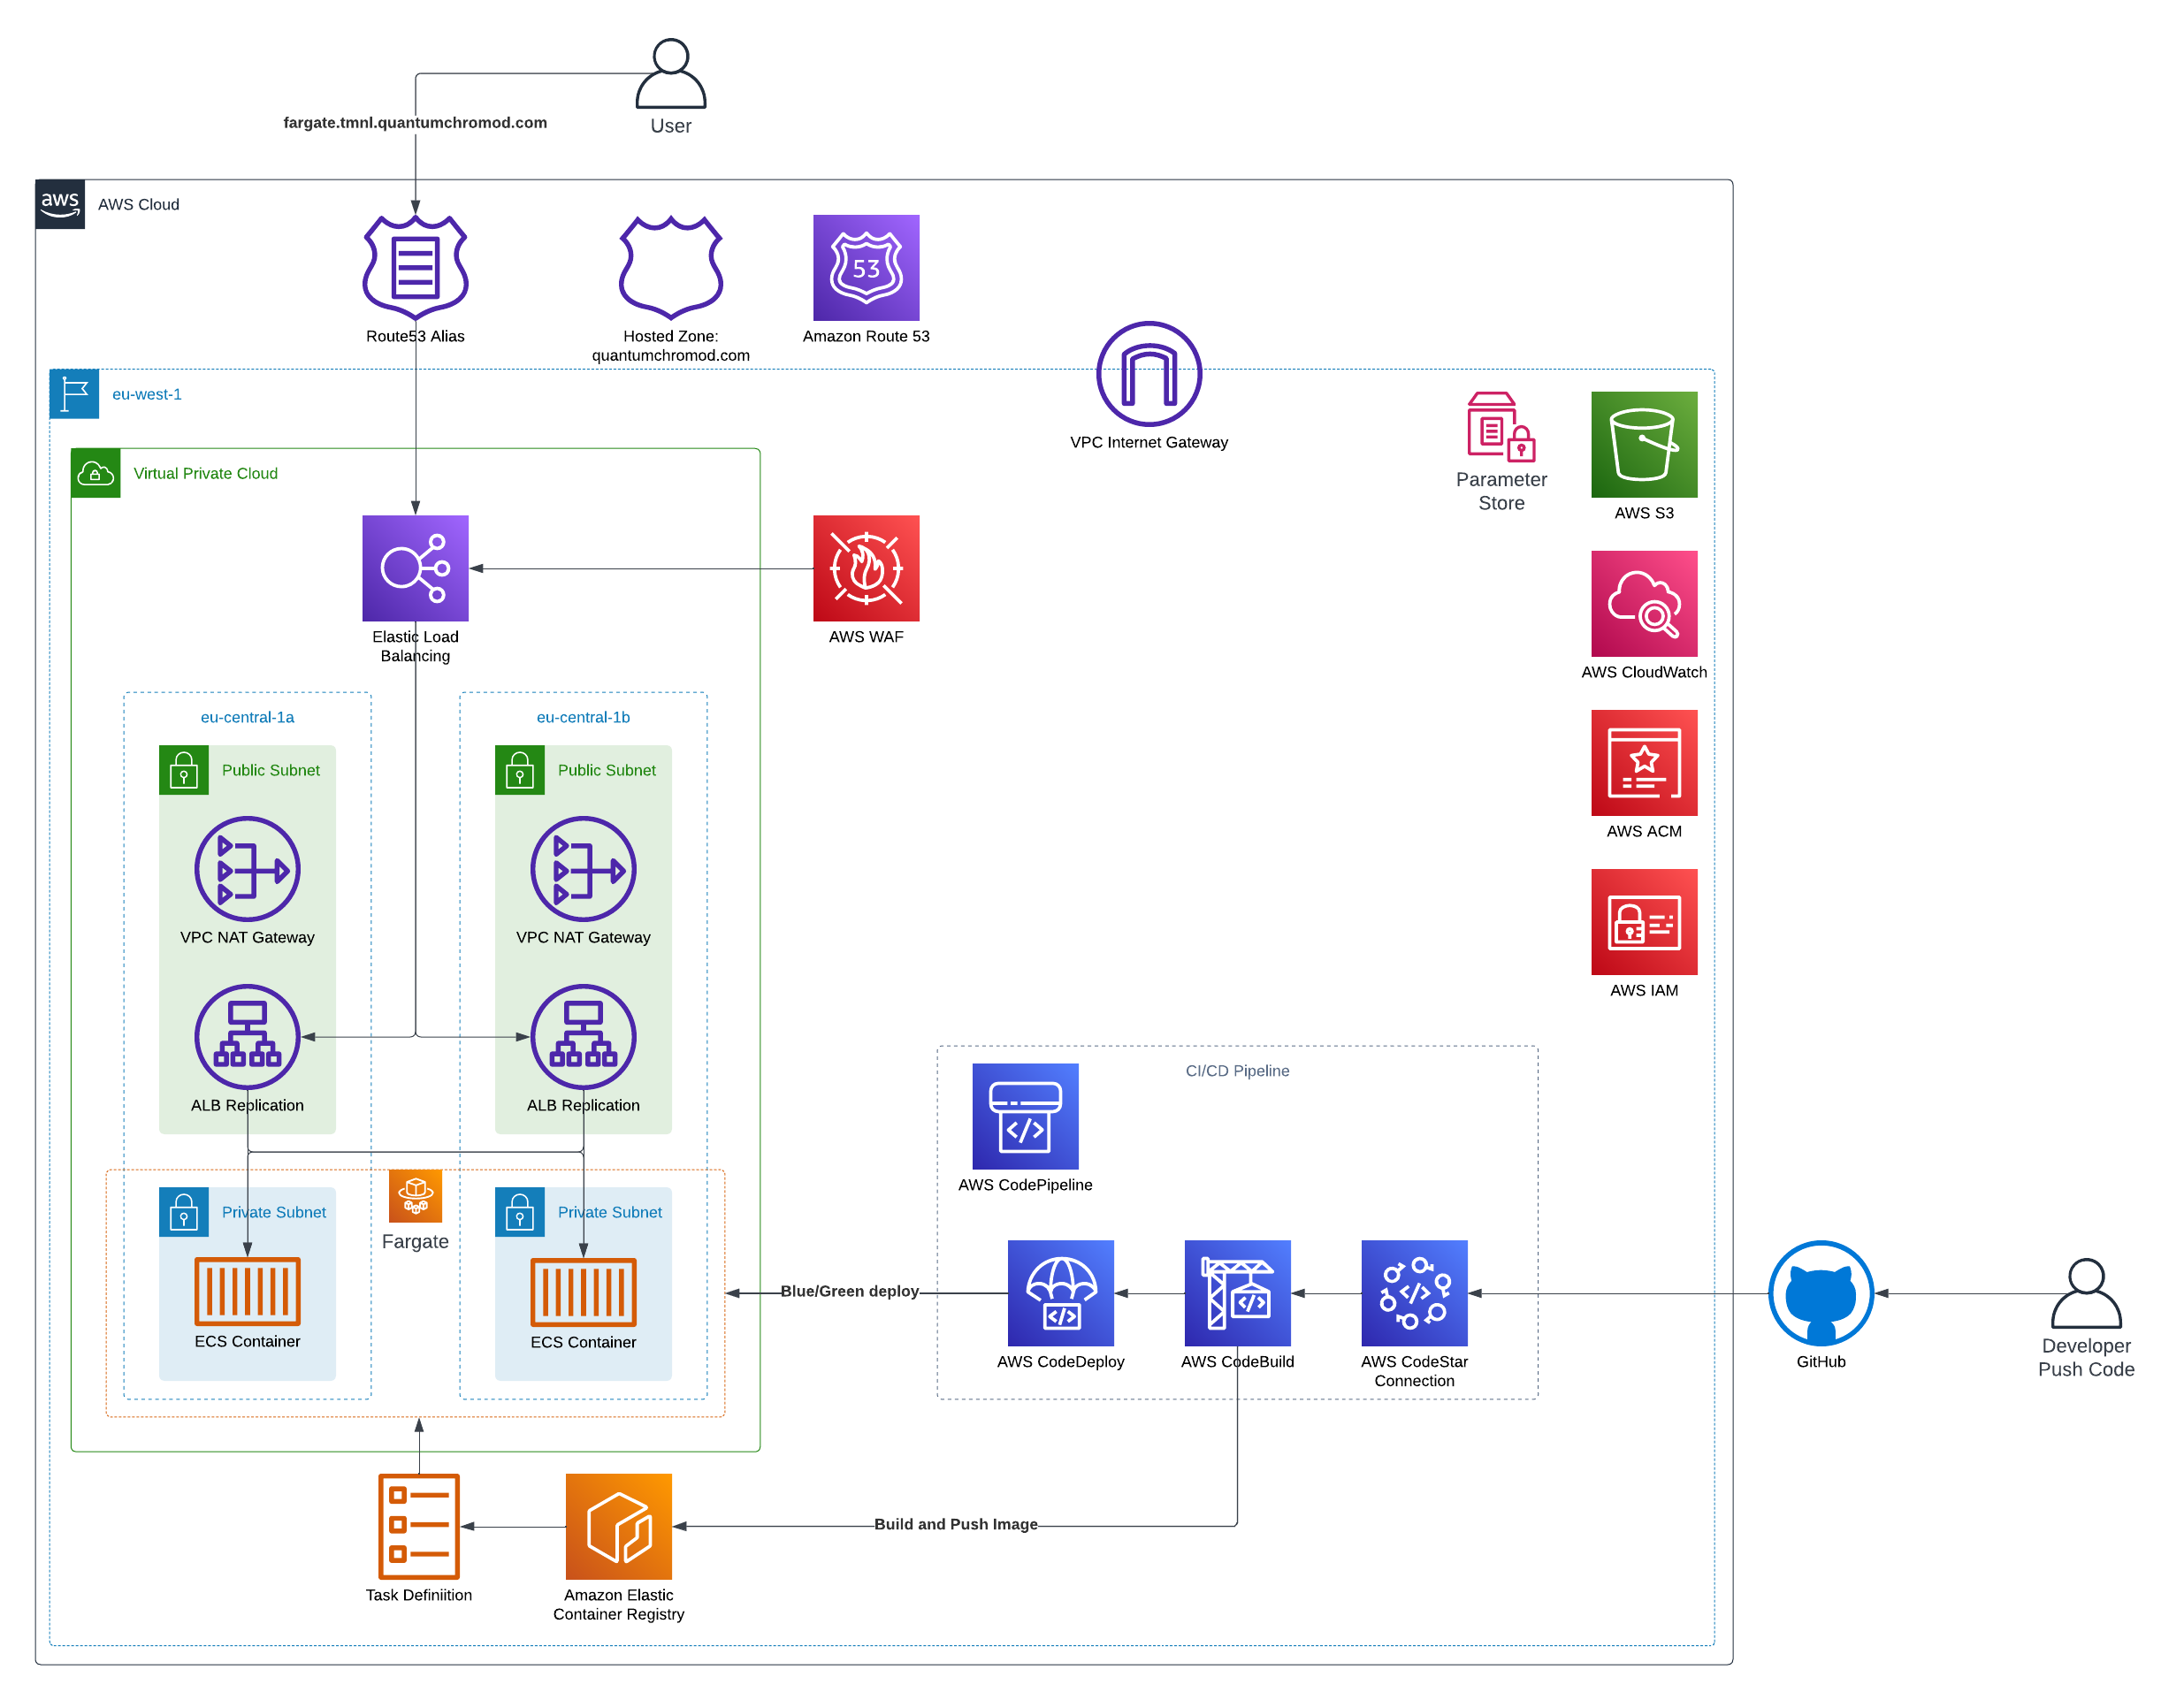 User
fargate.tmnl.quantumchromod.com
aws
AWS Cloud
53
Route53 Alias
Hosted Zone:
quantumchromod.com
Amazon Route 53
eu-west-1
VPC Internet Gateway
Parameter
Store
AWS S3
Virtual Private Cloud
Elastic Load
Balancing
AWS WAF
AWS CloudWatch
eu-central-1a
eu-central-1b
Public Subnet
Public Subnet
AWS ACM
VPC NAT Gateway
VPC NAT Gateway
AWS IAM
ALB Replication
ALB Replication
CI/CD Pipeline
</>
AWS CodePipeline
Private Subnet
Private Subnet
Fargate
ECS Container
ECS Container
Blue/Green deploy
</>
</>
</>
AWS CodeDeploy
AWS CodeBuild
AWS CodeStar
Connection
GitHub
Developer
Push Code
Build and Push Image
Task Definiition
Amazon Elastic
Container Registry